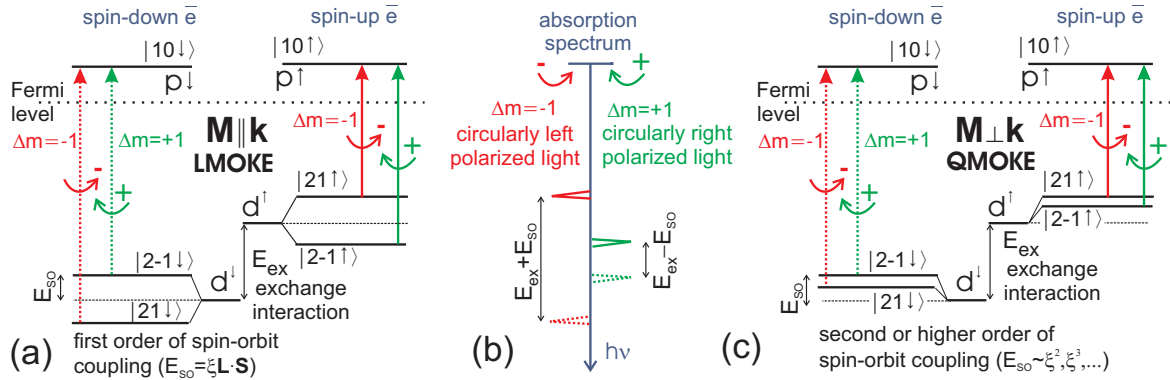 spin-down e̅
spin-up e̅
|10↓⟩
|10↑⟩
p↓
p↑
Fermi
level
Δm=-1
Δm=+1
M||k
LMOKE
Δm=-1
-
+
-
+
|21↑⟩
d↑
|2-1↑⟩
|2-1↓⟩
d↓
E_ex
exchange
interaction
E_so
|21↓⟩
(a)
first order of spin-orbit
coupling (E_so=ξL·S)
absorption
spectrum
-
+
Δm=-1
circularly left
polarized light
Δm=+1
circularly right
polarized light
E_ex+E_so
E_ex−E_so
(b)
hν
spin-down e̅
spin-up e̅
|10↓⟩
|10↑⟩
p↓
p↑
Fermi
level
Δm=-1
Δm=+1
M⊥k
QMOKE
Δm=-1
-
+
-
+
|21↑⟩
d↑
|2-1↑⟩
|2-1↓⟩
d↓
E_ex
exchange
interaction
E_so
|21↓⟩
(c)
second or higher order of
spin-orbit coupling (E_so~ξ²,ξ³,...)